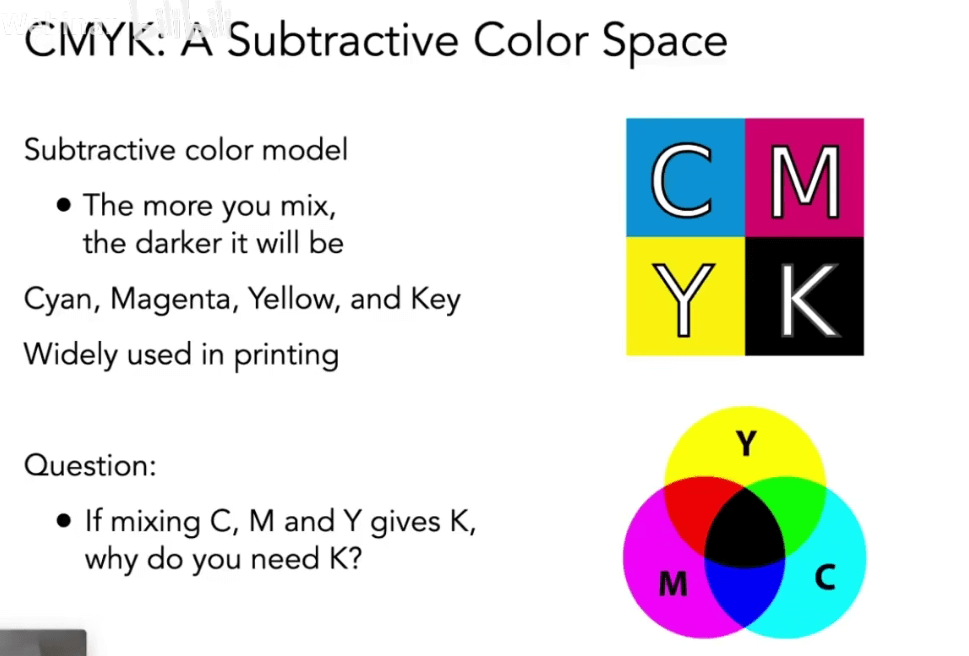 CMYK: A Subtractive Color Space
Subtractive color model
• The more you mix,
the darker it will be
Cyan, Magenta, Yellow, and Key
Widely used in printing
Question:
• If mixing C, M and Y gives K,
why do you need K?
C M
Y K
Y
M C